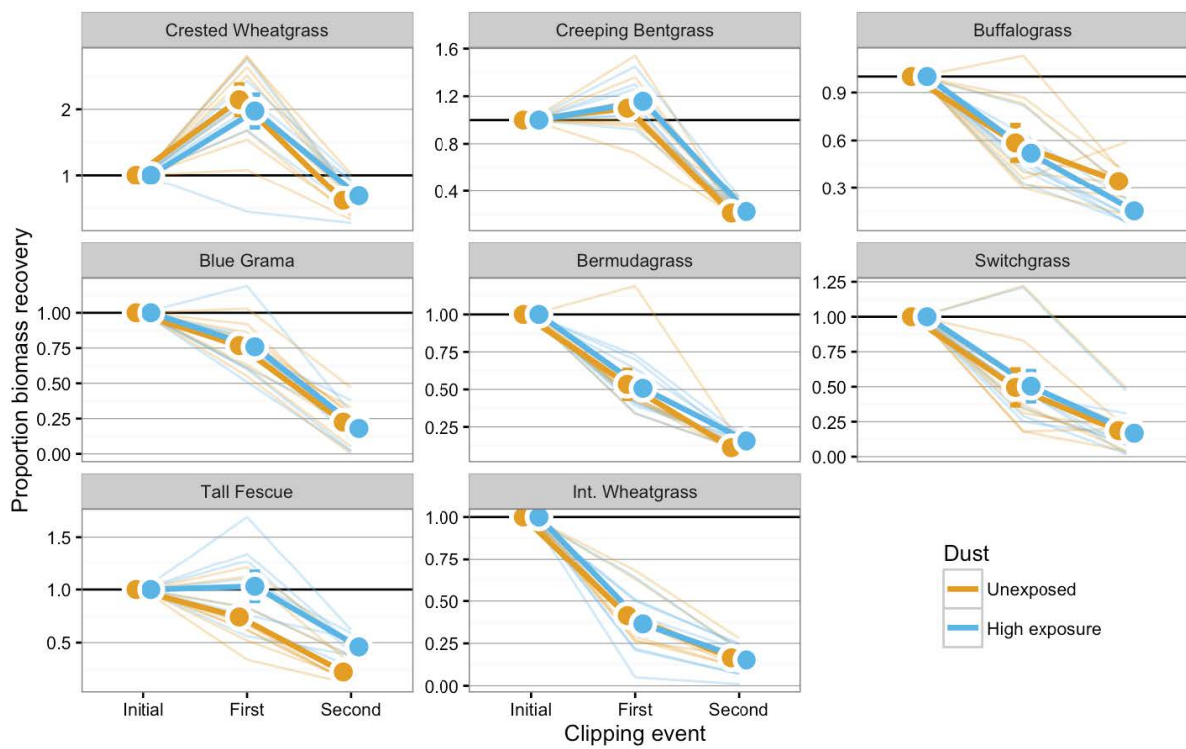 Crested Wheatgrass
Creeping Bentgrass
Buffalograss
2
1
1.6
1.2
0.8
0.4
0.9
0.6
0.3
Blue Grama
Bermudagrass
Switchgrass
1.00
0.75
0.50
0.25
0.00
1.00
0.75
0.50
0.25
1.25
1.00
0.75
0.50
0.25
0.00
Tall Fescue
Int. Wheatgrass
1.5
1.0
0.5
1.00
0.75
0.50
0.25
0.00
Initial First Second
Initial First Second
Clipping event
Proportion biomass recovery
Dust
Unexposed
High exposure